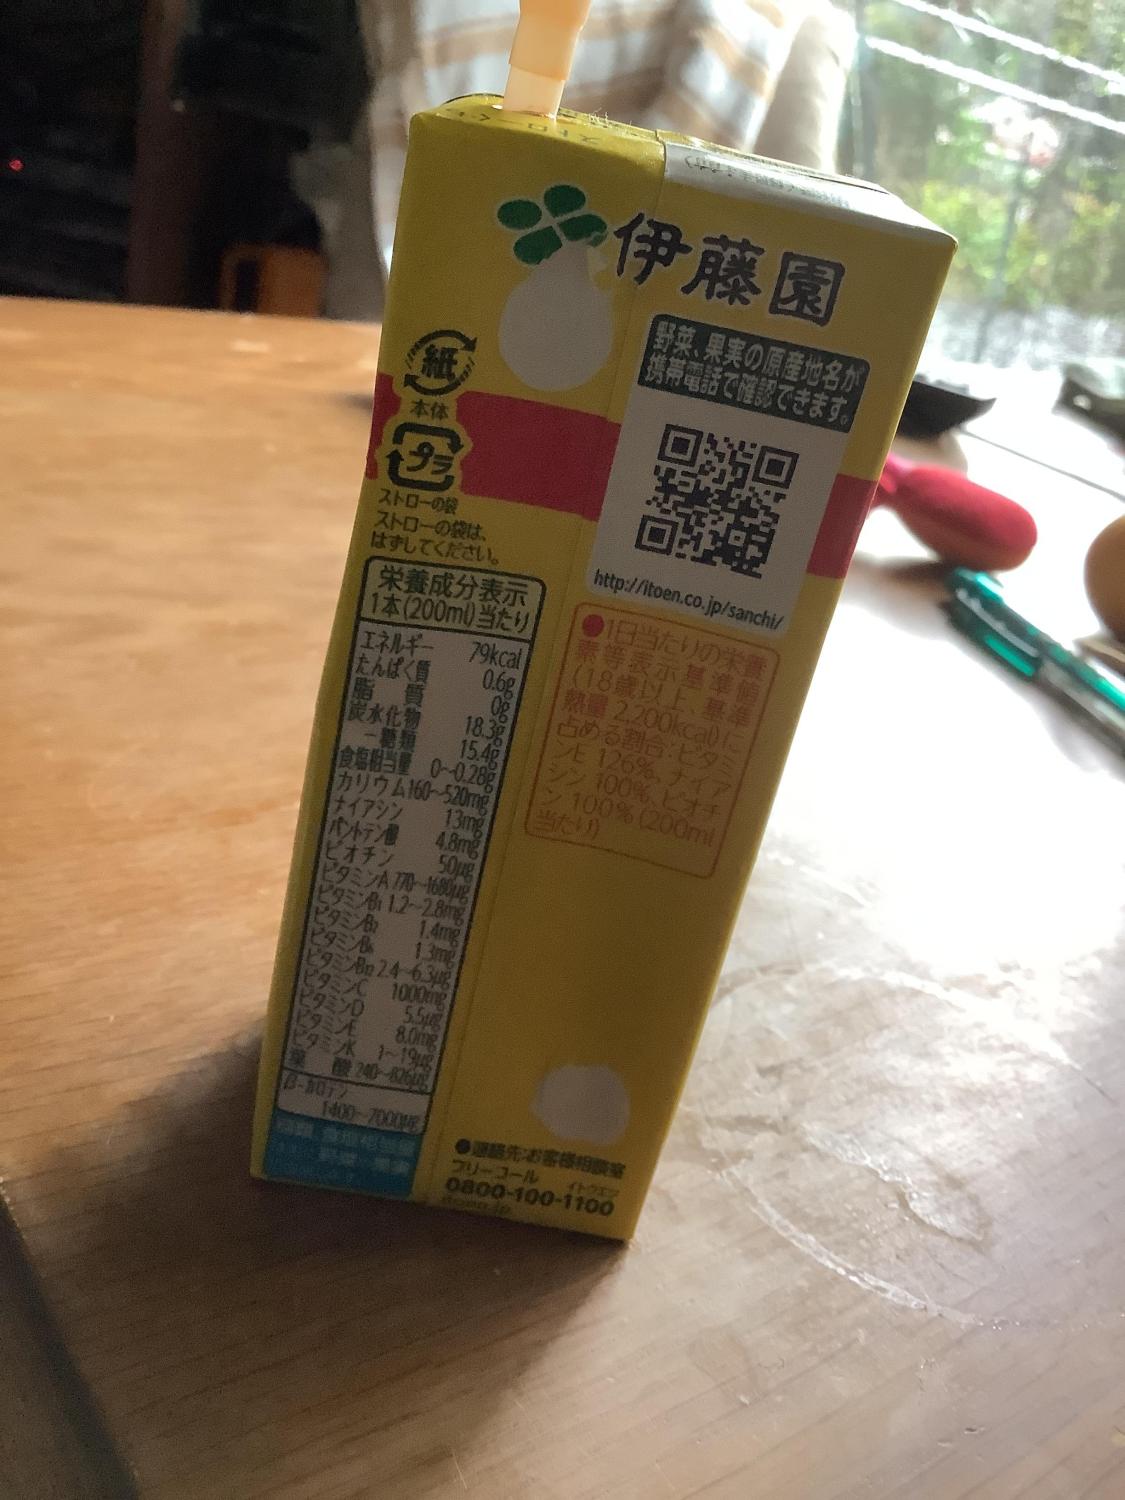 伊藤園
野菜、果実の原産地名が
携帯電話で確認できます。
http://itoen.co.jp/sanchi/
紙
本体
プラ
ストローの袋
ストローの袋は、
はずしてください。
栄養成分表示
1本(200ml)当たり
エネルギー 79kcal
たんぱく質 0.6g
脂質 0g
炭水化物 18.3g
－糖類 15.4g
食塩相当量 0～0.28g
カリウム 160～520mg
ナイアシン 13mg
パントテン酸 4.8mg
ビオチン 50μg
ビタミンA 770～1680μg
ビタミンB1 1.2～2.8mg
ビタミンB2 1.4mg
ビタミンB6 1.3mg
ビタミンB12 2.4～6.3μg
ビタミンC 1000mg
ビタミンD 5.5μg
ビタミンE 8.0mg
ビタミンK 1～19μg
葉酸 240～826μg
β-カロテン
1400～7000μg
●1日当たりの栄養
素等表示基準値
(18歳以上、基準
熱量 2,200kcal)に
占める割合:ビタミ
ンE 126%、ナイア
シン 100%、ビオチ
ン 100% (200ml
当たり)
●連絡先:お客様相談室
フリーコール イトウエン
0800-100-1100